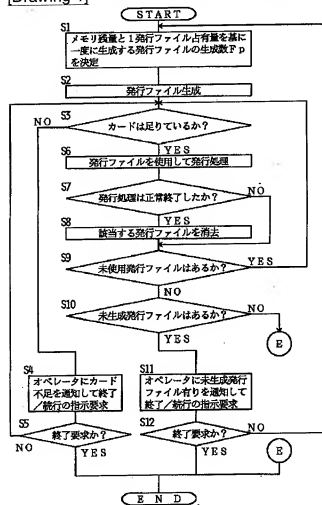 START
S1
メモリ残量と1発行ファイル占有量を基に
一度に生成する発行ファイルの生成数Fp
を決定
S2
発行ファイル生成
S3
NO
カードは足りているか?
YES
S6
発行ファイルを使用して発行処理
S7
NO
発行処理は正常終了したか?
YES
S8
該当する発行ファイルを消去
S9
未使用発行ファイルはあるか?
YES
NO
S10
未生成発行ファイルはあるか?
NO
YES
E
S4
オペレータにカード
不足を通知して終了
/続行の指示要求
S11
オペレータに未生成発行
ファイル有りを通知して
終了/続行の指示要求
S5
終了要求か?
NO
YES
S12
終了要求か?
NO
YES
E
END